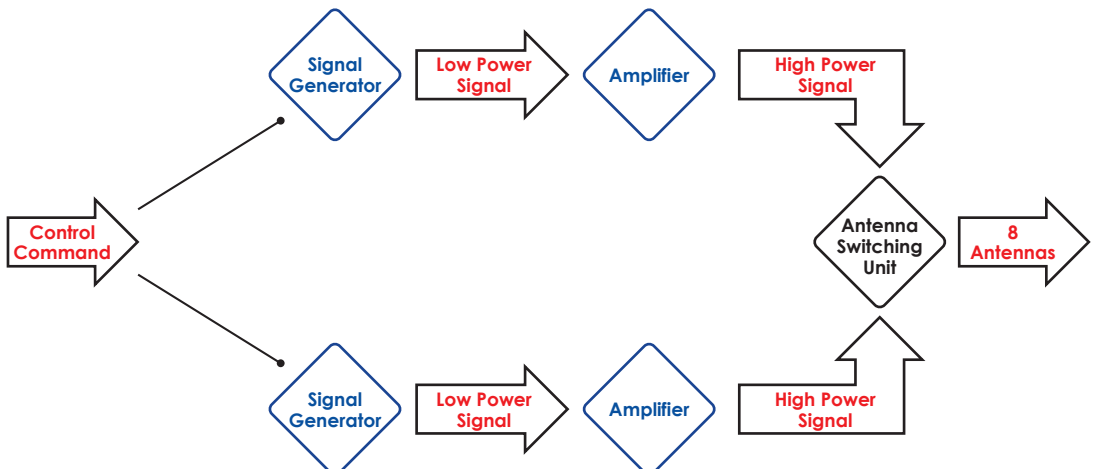 Signal
Generator
Low Power
Signal
Amplifier
High Power
Signal
Control
Command
Antenna
Switching
Unit
8
Antennas
Signal
Generator
Low Power
Signal
Amplifier
High Power
Signal